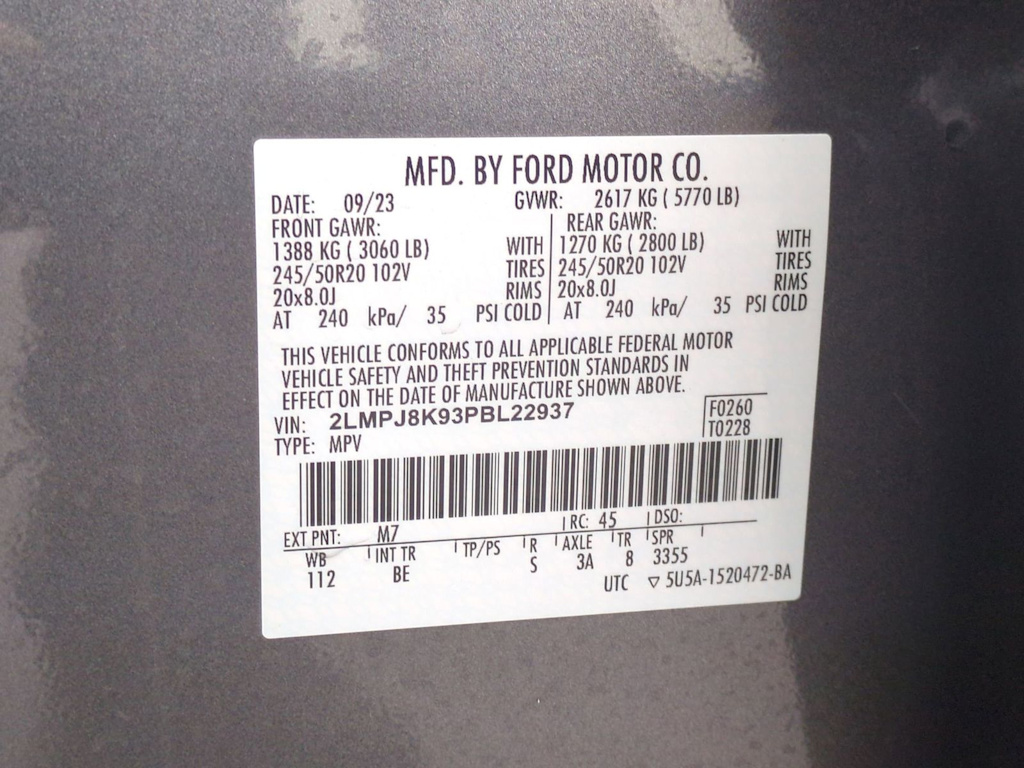 MFD. BY FORD MOTOR CO.
DATE: 09/23 GVWR: 2617 KG ( 5770 LB)
FRONT GAWR: REAR GAWR:
1388 KG ( 3060 LB) WITH 1270 KG ( 2800 LB) WITH
245/50R20 102V TIRES 245/50R20 102V TIRES
20x8.0J RIMS 20x8.0J RIMS
AT 240 kPa/ 35 PSI COLD AT 240 kPa/ 35 PSI COLD
THIS VEHICLE CONFORMS TO ALL APPLICABLE FEDERAL MOTOR
VEHICLE SAFETY AND THEFT PREVENTION STANDARDS IN
EFFECT ON THE DATE OF MANUFACTURE SHOWN ABOVE.
VIN: 2LMPJ8K93PBL22937 F0260
TYPE: MPV T0228
EXT PNT: M7 RC: 45 DSO:
WB INT TR TP/PS R AXLE TR SPR
112 BE S 3A 8 3355
UTC ▽ 5U5A-1520472-BA